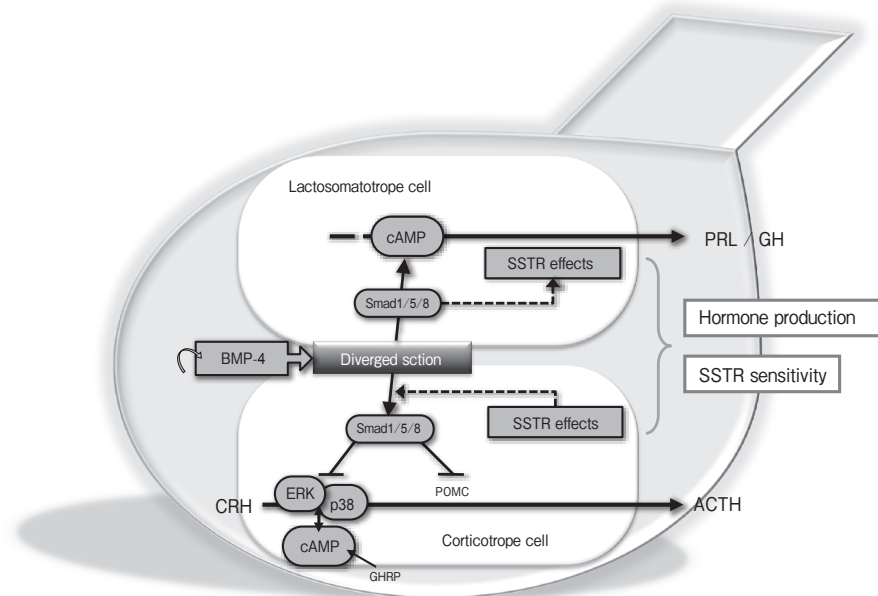 Lactosomatotrope cell
cAMP
PRL / GH
SSTR effects
Smad1/5/8
Hormone production
BMP-4
Diverged sction
SSTR sensitivity
SSTR effects
Smad1/5/8
ERK
POMC
CRH
p38
ACTH
cAMP
Corticotrope cell
GHRP